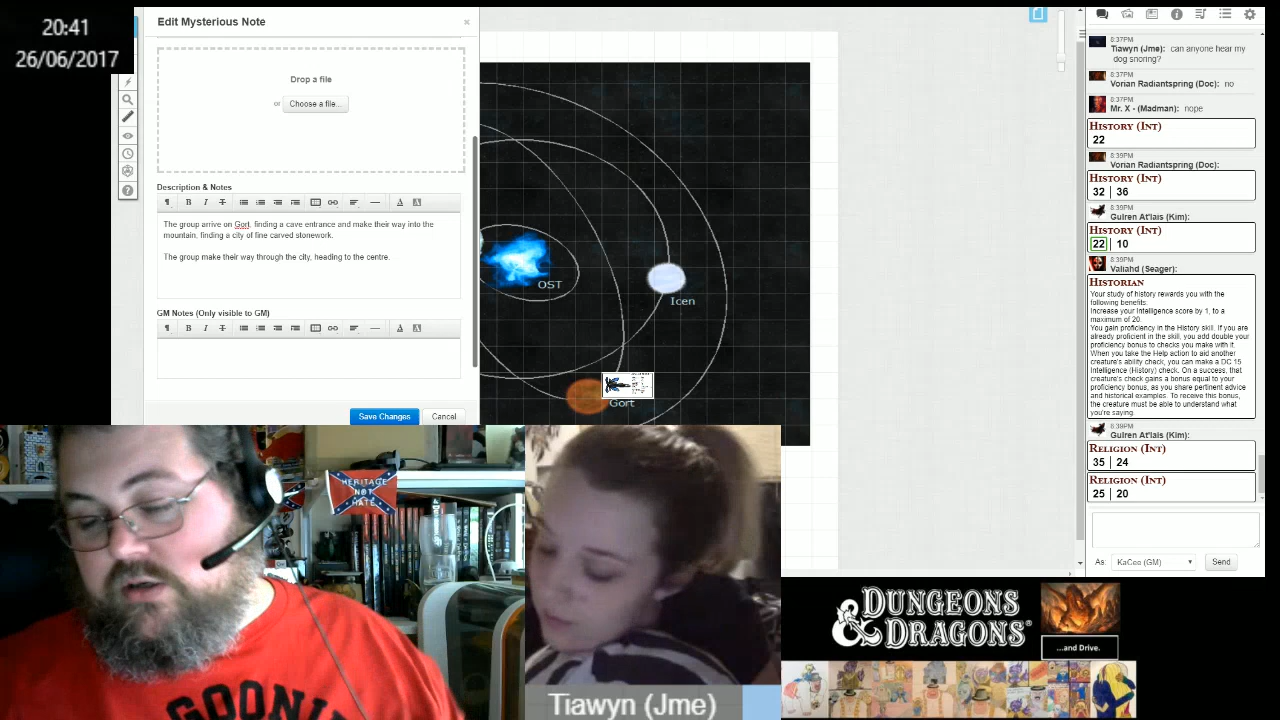 20:41
26/06/2017
Edit Mysterious Note
×
Drop a file
or Choose a file...
Description & Notes
The group arrive on Gort, finding a cave entrance and make their way into the
mountain, finding a city of fine carved stonework.
The group make their way through the city, heading to the centre.
GM Notes (Only visible to GM)
Save Changes
Cancel
OST
Icen
Gort
8:37PM
Tiawyn (Jme): can anyone hear my
dog snoring?
8:37PM
Vorian Radiantspring (Doc): no
8:37PM
Mr. X - (Madman): nope
History (Int)
22
8:39PM
Vorian Radiantspring (Doc):
History (Int)
32 | 36
8:39PM
Guiren At'lais (Kim):
History (Int)
22 | 10
8:39PM
Valiahd (Seager):
Historian
Your study of history rewards you with the
following benefits:
Increase your Intelligence score by 1, to a
maximum of 20.
You gain proficiency in the History skill. If you are
already proficient in the skill, you add double your
proficiency bonus to checks you make with it.
When you take the Help action to aid another
creature's ability check, you can make a DC 15
Intelligence (History) check. On a success, that
creature's check gains a bonus equal to your
proficiency bonus, as you share pertinent advice
and historical examples. To receive this bonus,
the creature must be able to understand what
you're saying.
8:39PM
Guiren At'lais (Kim):
Religion (Int)
35 | 24
Religion (Int)
25 | 20
As: KaCee (GM)
Send
HERITAGE
NOT
HATE
GOONI
Tiawyn (Jme)
DUNGEONS
& DRAGONS®
...and Drive.